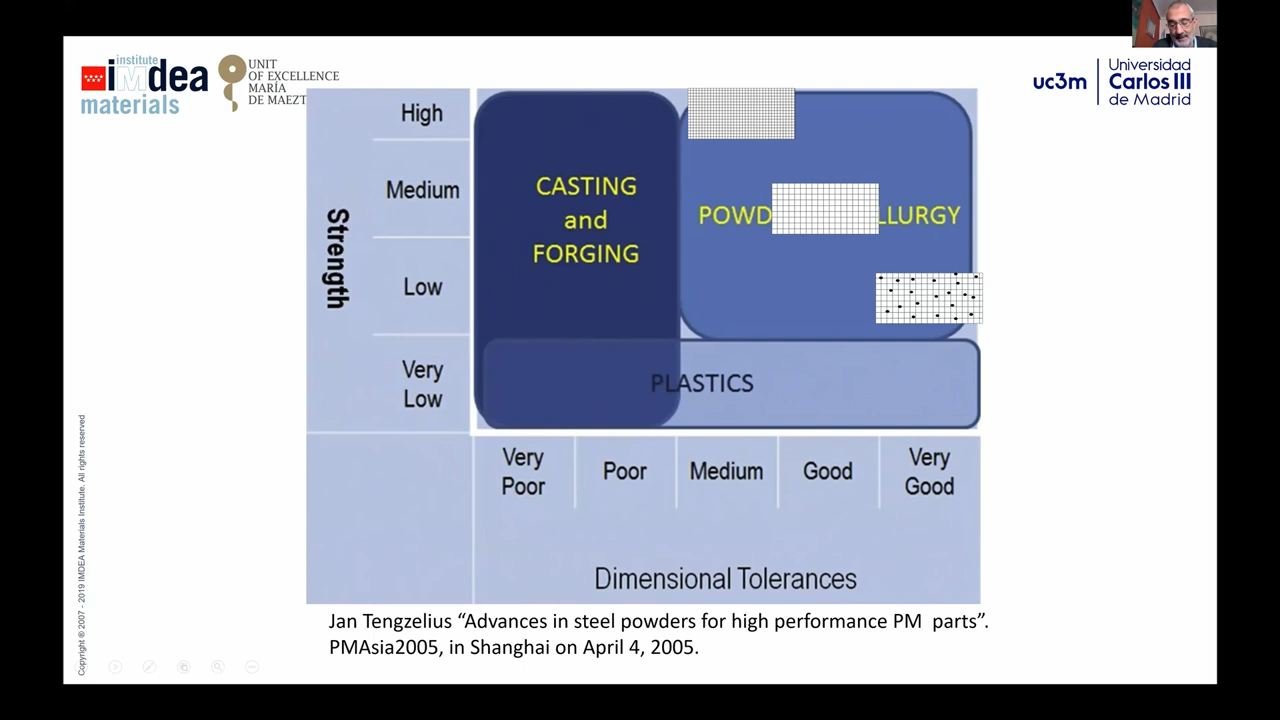 institute
iMdea
materials
UNIT
OF EXCELLENCE
MARÍA
DE MAEZT
uc3m
Universidad
Carlos III
de Madrid
Strength
High
Medium
Low
Very
Low
CASTING
and
FORGING
POWD
LLURGY
PLASTICS
Very
Poor
Poor
Medium
Good
Very
Good
Dimensional Tolerances
Jan Tengzelius “Advances in steel powders for high performance PM parts”.
PMAsia2005, in Shanghai on April 4, 2005.
Copyright ® 2007 - 2019 IMDEA Materials Institute. All rights reserved